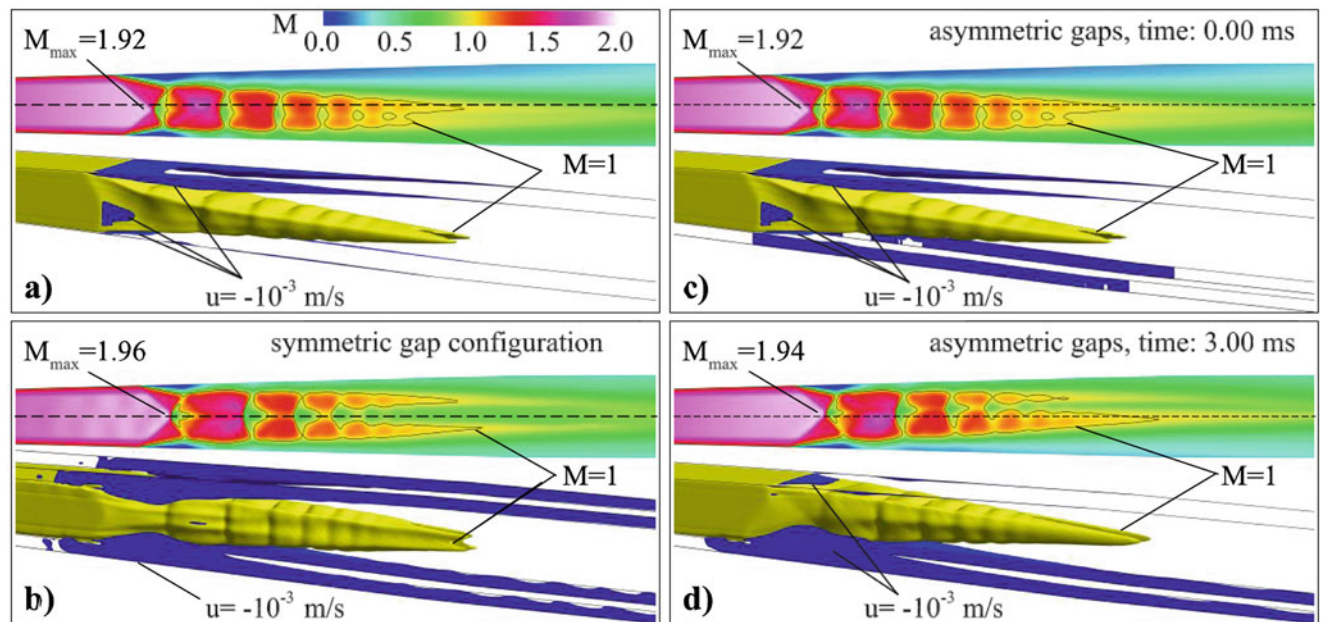 M
0.0 0.5 1.0 1.5 2.0
M_max=1.92
M=1
u= -10⁻³ m/s
a)
asymmetric gaps, time: 0.00 ms
M_max=1.92
M=1
u= -10⁻³ m/s
c)
symmetric gap configuration
M_max=1.96
M=1
u= -10⁻³ m/s
b)
asymmetric gaps, time: 3.00 ms
M_max=1.94
M=1
u= -10⁻³ m/s
d)